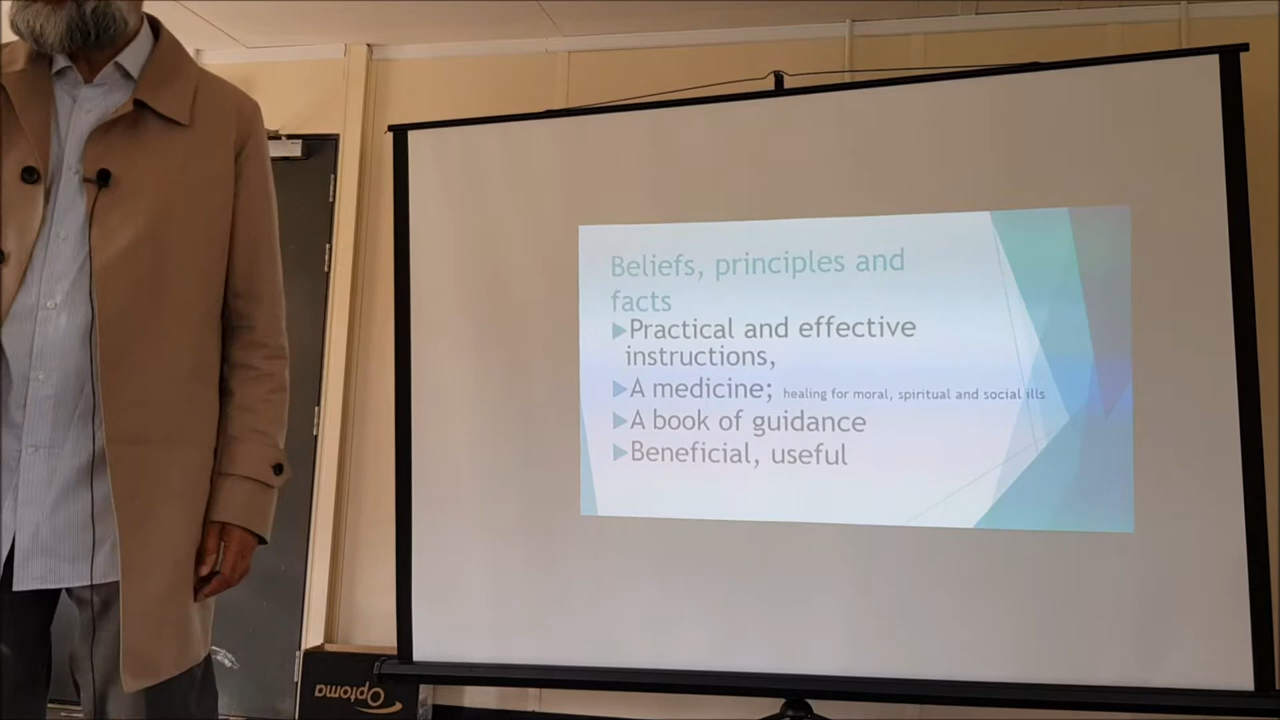 Beliefs, principles and
facts
▶Practical and effective
instructions,
▶A medicine; healing for moral, spiritual and social ills
▶A book of guidance
▶Beneficial, useful
Optoma